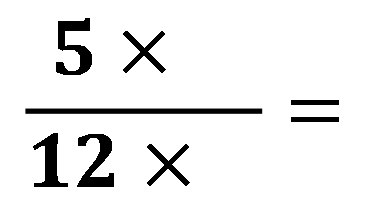 5 ×
12 × =